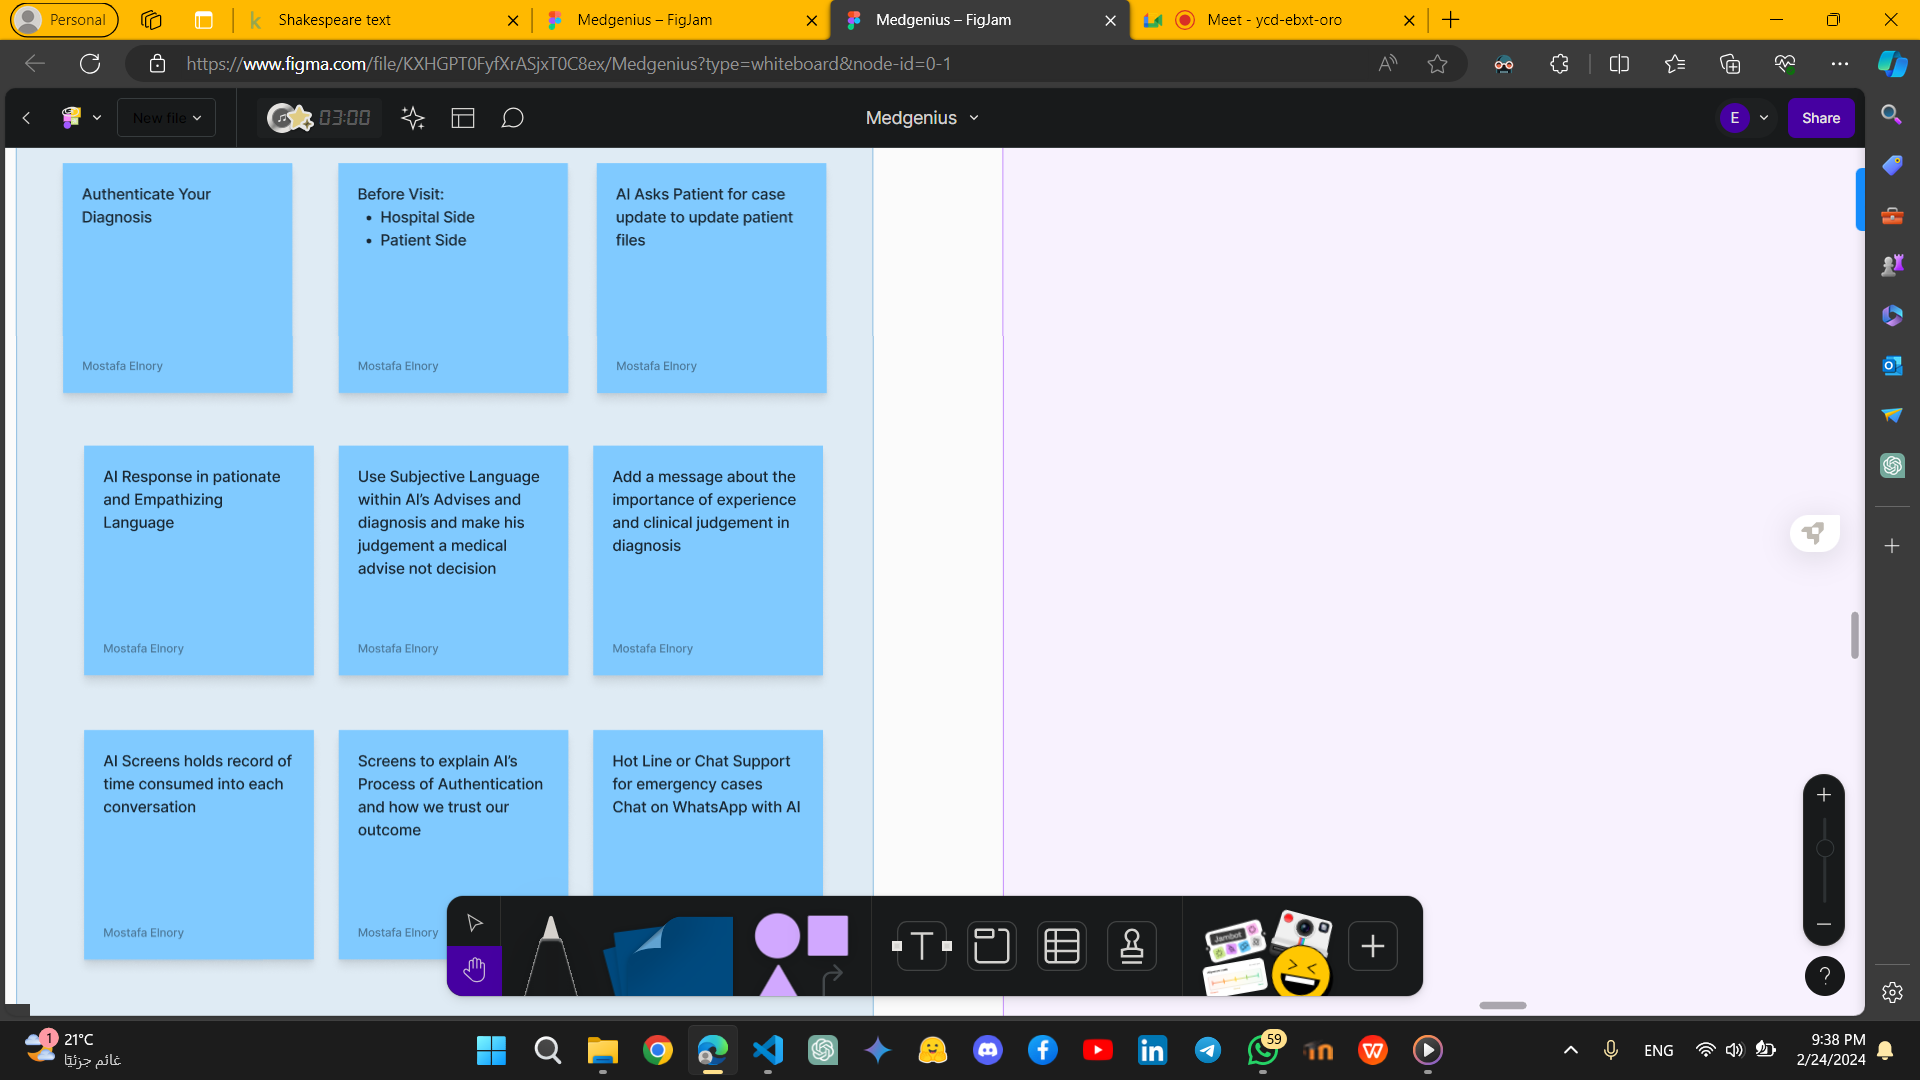 Personal
Shakespeare text
Medgenius – FigJam
Medgenius – FigJam
Meet - ycd-ebxt-oro
https://www.figma.com/file/KXHGPT0FyfXrASjxT0C8ex/Medgenius?type=whiteboard&node-id=0-1
New file
03:00
Medgenius
E
Share
Authenticate Your
Diagnosis
Mostafa Elnory
Before Visit:
• Hospital Side
• Patient Side
Mostafa Elnory
AI Asks Patient for case
update to update patient
files
Mostafa Elnory
AI Response in pationate
and Empathizing
Language
Mostafa Elnory
Use Subjective Language
within AI's Advises and
diagnosis and make his
judgement a medical
advise not decision
Mostafa Elnory
Add a message about the
importance of experience
and clinical judgement in
diagnosis
Mostafa Elnory
AI Screens holds record of
time consumed into each
conversation
Mostafa Elnory
Screens to explain AI's
Process of Authentication
and how we trust our
outcome
Mostafa Elnory
Hot Line or Chat Support
for emergency cases
Chat on WhatsApp with AI
Jambot
1
21°C
غائم جزئيًا
59
ENG
9:38 PM
2/24/2024